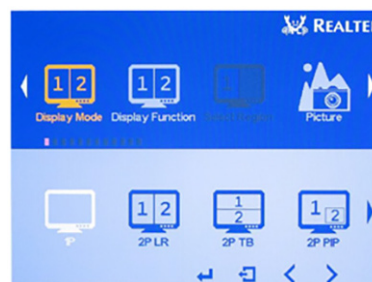 REALTE
1 2
1 2
Display Mode
Display Function
Picture
1 2
1
2
1 2
1P
2P LR
2P TB
2P PIP